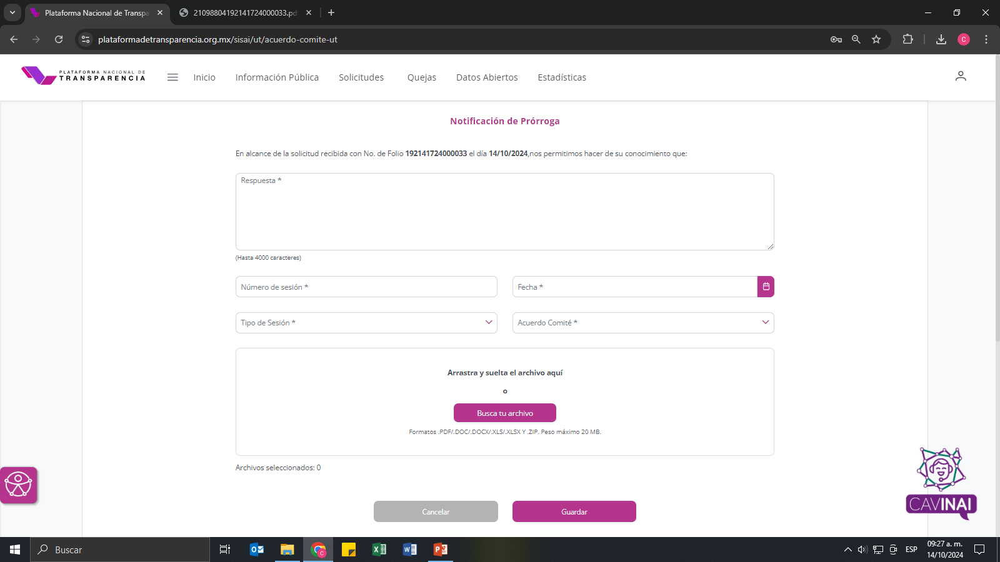 Plataforma Nacional de Transpa
21098804192141724000033.pd
plataformadetransparencia.org.mx/sisai/ut/acuerdo-comite-ut
C
PLATAFORMA NACIONAL DE
TRANSPARENCIA
Inicio
Información Pública
Solicitudes
Quejas
Datos Abiertos
Estadísticas
Notificación de Prórroga
En alcance de la solicitud recibida con No. de Folio 192141724000033 el día 14/10/2024,nos permitimos hacer de su conocimiento que:
Respuesta *
(Hasta 4000 caracteres)
Número de sesión *
Fecha *
Tipo de Sesión *
Acuerdo Comité *
Arrastra y suelta el archivo aquí
o
Busca tu archivo
Formatos .PDF/.DOC/.DOCX/.XLS/.XLSX Y .ZIP. Peso máximo 20 MB.
Archivos seleccionados: 0
Cancelar
Guardar
CAVINAI
Buscar
ESP
09:27 a. m.
14/10/2024